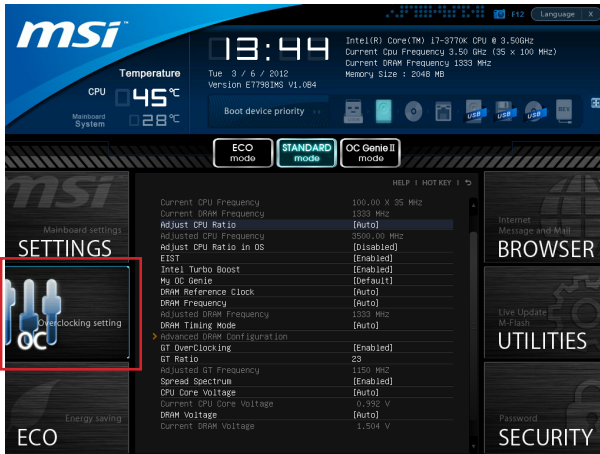 msi
13:44
F12 Language X
Intel(R) Core(TM) i7-3770K CPU @ 3.50GHz
Current Cpu Frequency 3.50 GHz (35 x 100 MHz)
Current DRAM Frequency 1333 MHz
Memory Size : 2048 MB
Tue 3 / 6 / 2012
Version E7798IMS V1.0B4
Temperature
CPU 45°C
Mainboard
System 28°C
Boot device priority
USB USB USB DEV
ECO
mode
STANDARD
mode
OC Genie II
mode
HELP | HOT KEY |
msi
Mainboard settings
SETTINGS
Overclocking setting
OC
Energy saving
ECO
Current CPU Frequency 100.00 X 35 MHz
Current DRAM Frequency 1333 MHz
Adjust CPU Ratio [Auto]
Adjusted CPU Frequency 3500.00 MHz
Adjust CPU Ratio in OS [Disabled]
EIST [Enabled]
Intel Turbo Boost [Enabled]
My OC Genie [Default]
DRAM Reference Clock [Auto]
DRAM Frequency [Auto]
Adjusted DRAM Frequency 1333 MHz
DRAM Timing Mode [Auto]
> Advanced DRAM Configuration
GT OverClocking [Enabled]
GT Ratio 23
Adjusted GT Frequency 1150 MHz
Spread Spectrum [Enabled]
CPU Core Voltage [Auto]
Current CPU Core Voltage 0.992 V
DRAM Voltage [Auto]
Current DRAM Voltage 1.504 V
Internet
Message and Mail
BROWSER
Live Update
M-Flash
UTILITIES
Password
SECURITY